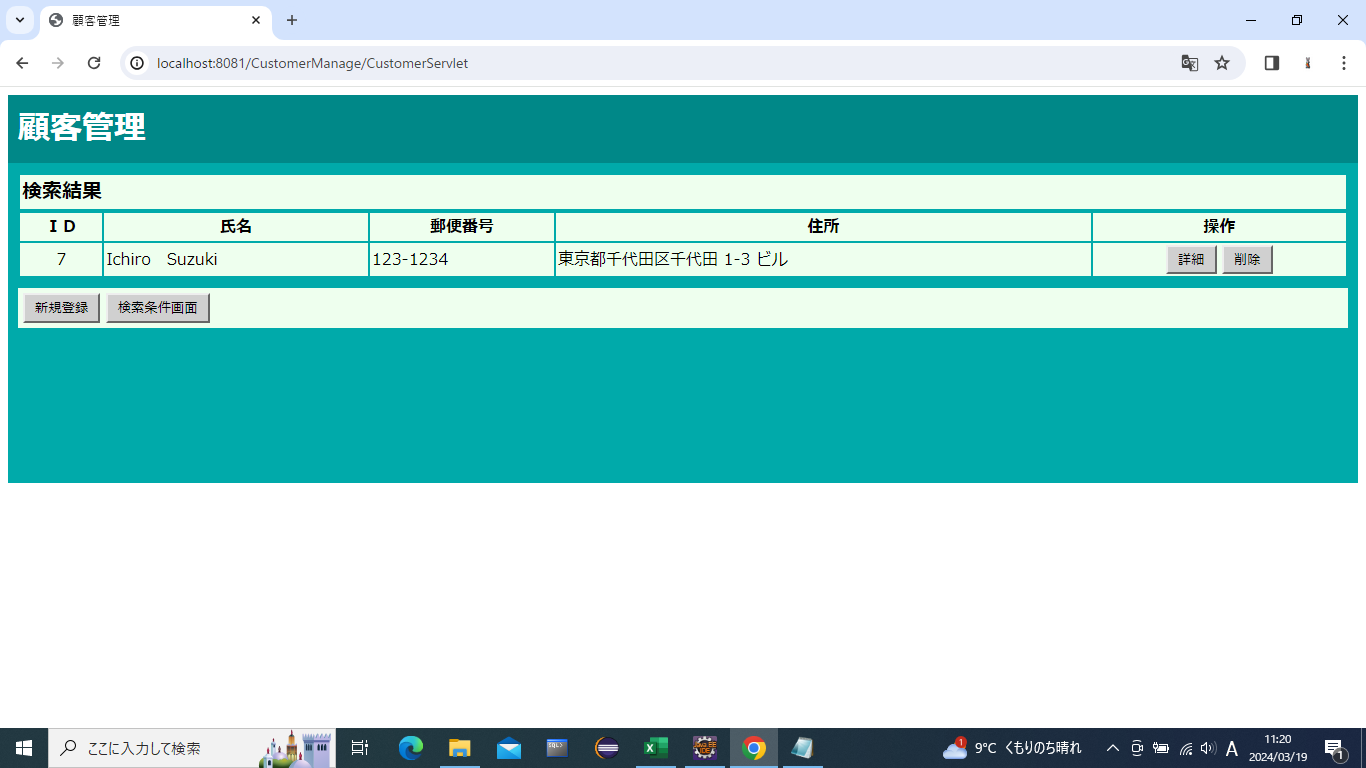 顧客管理
localhost:8081/CustomerManage/CustomerServlet
顧客管理
検索結果
ＩＤ 氏名 郵便番号 住所 操作
7 Ichiro　Suzuki 123-1234 東京都千代田区千代田 1-3 ビル 詳細 削除
新規登録 検索条件画面
ここに入力して検索 9°C くもりのち晴れ A 11:20
2024/03/19